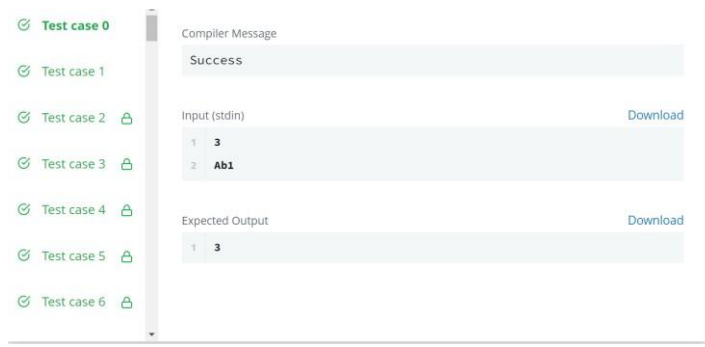 Test case 0
Test case 1
Test case 2
Test case 3
Test case 4
Test case 5
Test case 6
Compiler Message
Success
Input (stdin)
Download
1 3
2 Ab1
Expected Output
Download
1 3